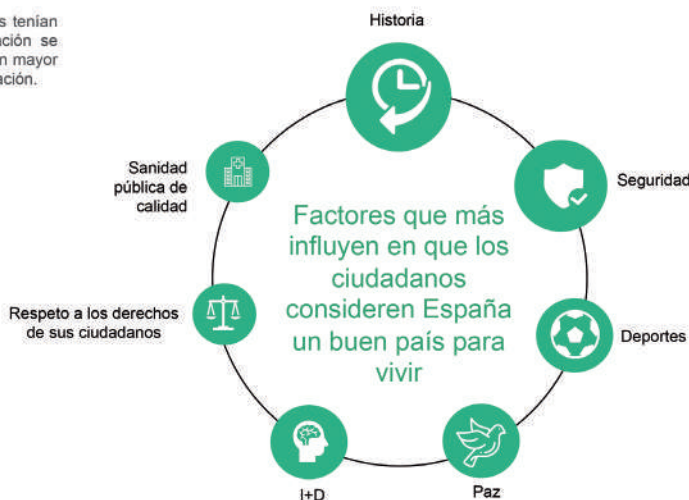 s tenían
ación se
n mayor
ación.
Historia
Seguridad
Deportes
Paz
I+D
Respeto a los derechos
de sus ciudadanos
Sanidad
pública de
calidad
Factores que más
influyen en que los
ciudadanos
consideren España
un buen país para
vivir